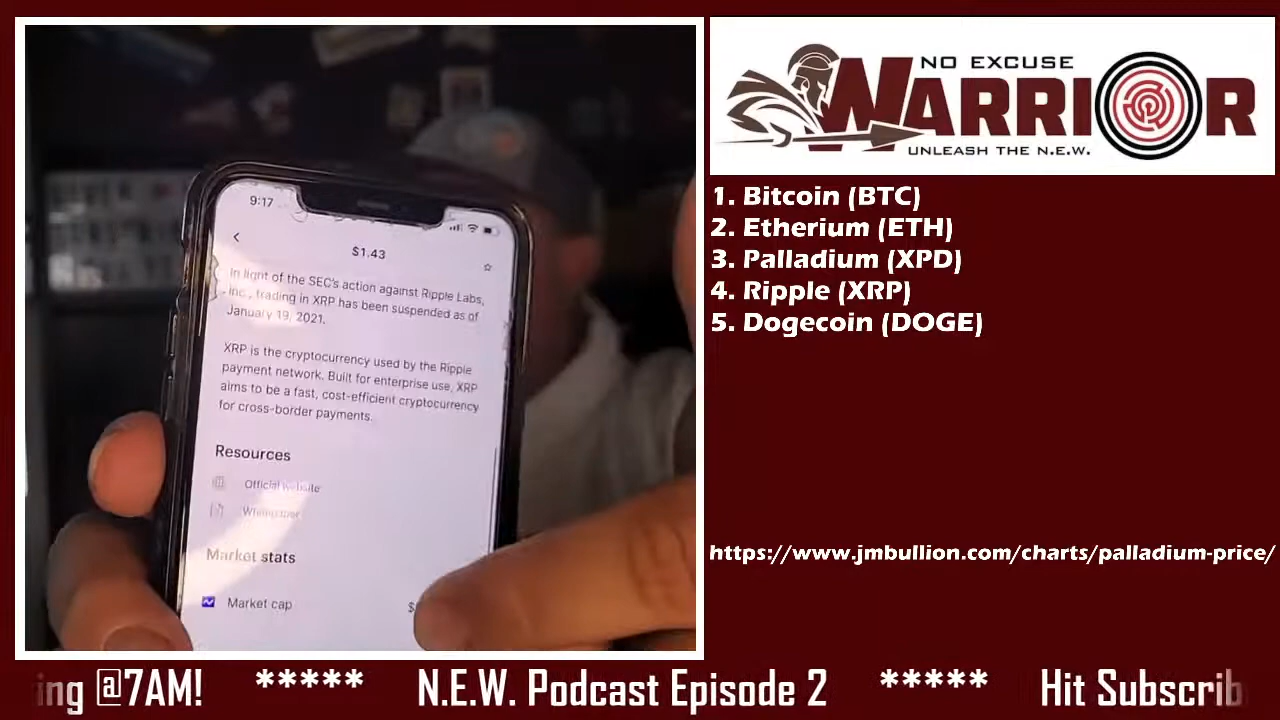 9:17
$1.43
In light of the SEC's action against Ripple Labs,
Inc., trading in XRP has been suspended as of
January 19, 2021.
XRP is the cryptocurrency used by the Ripple
payment network. Built for enterprise use, XRP
aims to be a fast, cost-efficient cryptocurrency
for cross-border payments.
Resources
Official website
Whitepaper
Market stats
Market cap
$
NO EXCUSE
WARRIOR
UNLEASH THE N.E.W.
1. Bitcoin (BTC)
2. Etherium (ETH)
3. Palladium (XPD)
4. Ripple (XRP)
5. Dogecoin (DOGE)
https://www.jmbullion.com/charts/palladium-price/
ing @7AM! ***** N.E.W. Podcast Episode 2 ***** Hit Subscrib